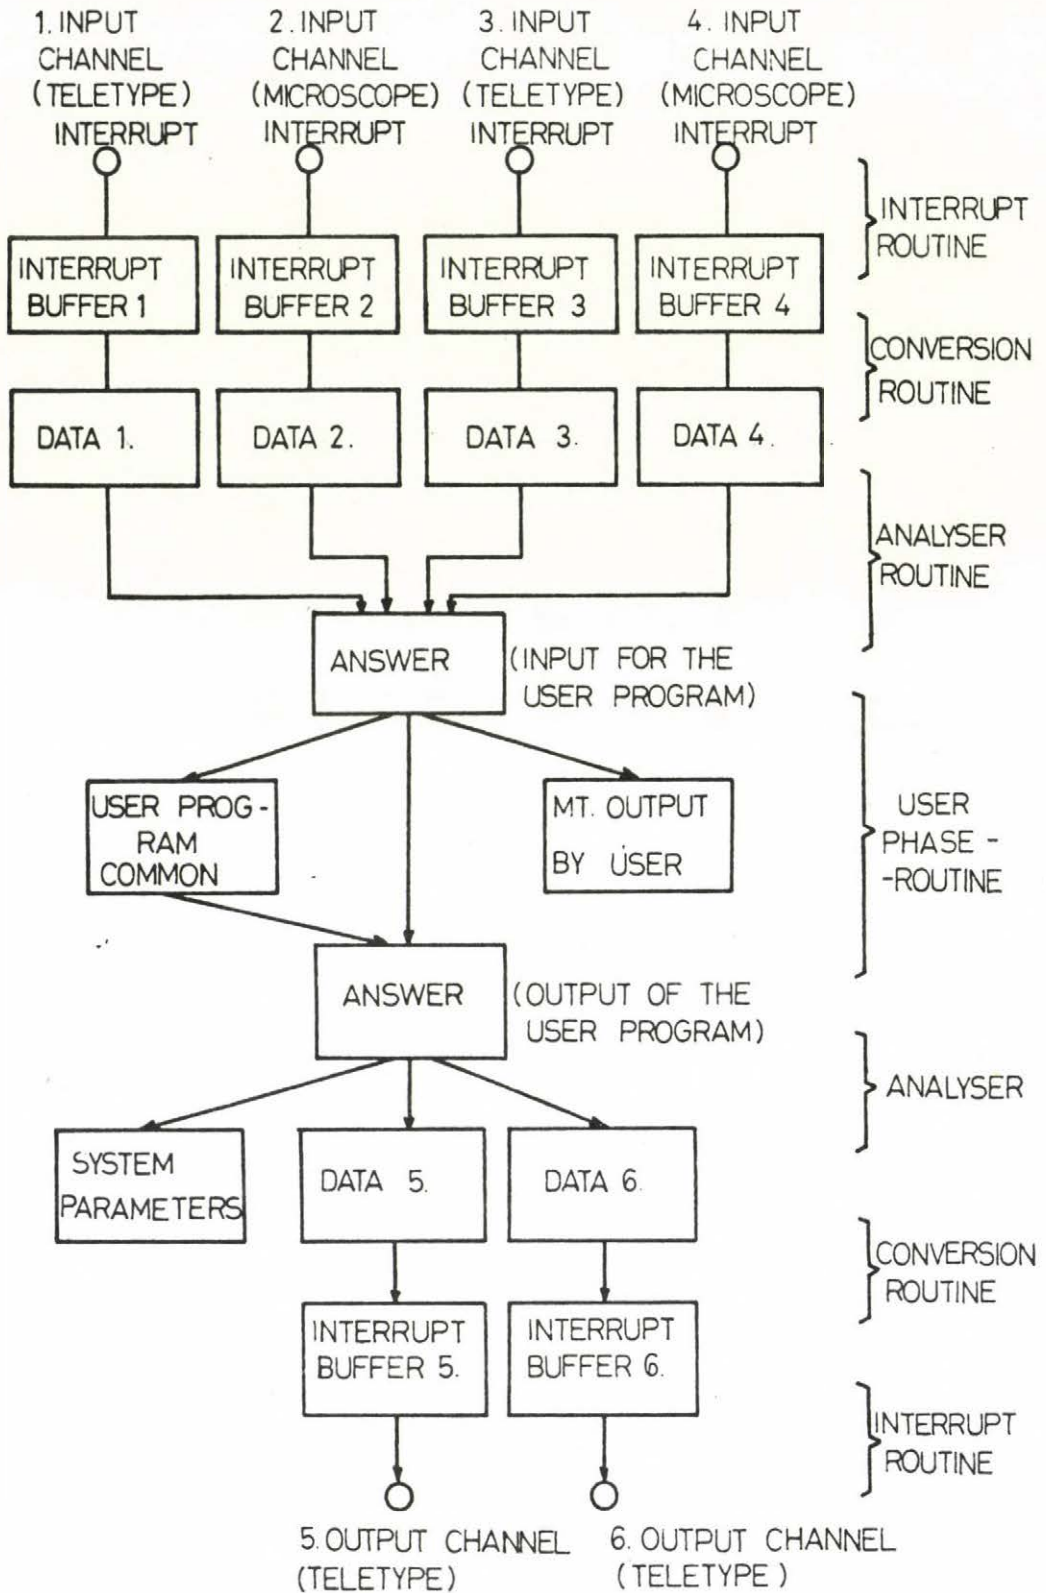 1. INPUT
CHANNEL
(TELETYPE)
INTERRUPT
2. INPUT
CHANNEL
(MICROSCOPE)
INTERRUPT
3. INPUT
CHANNEL
(TELETYPE)
INTERRUPT
4. INPUT
CHANNEL
(MICROSCOPE)
INTERRUPT
INTERRUPT
ROUTINE
INTERRUPT
BUFFER 1
INTERRUPT
BUFFER 2
INTERRUPT
BUFFER 3
INTERRUPT
BUFFER 4
CONVERSION
ROUTINE
DATA 1.
DATA 2.
DATA 3.
DATA 4.
ANALYSER
ROUTINE
ANSWER
(INPUT FOR THE
USER PROGRAM)
USER PROG-
RAM
COMMON
MT. OUTPUT
BY USER
USER
PHASE -
-ROUTINE
ANSWER
(OUTPUT OF THE
USER PROGRAM)
ANALYSER
SYSTEM
PARAMETERS
DATA 5.
DATA 6.
CONVERSION
ROUTINE
INTERRUPT
BUFFER 5.
INTERRUPT
BUFFER 6.
INTERRUPT
ROUTINE
5. OUTPUT CHANNEL
(TELETYPE)
6. OUTPUT CHANNEL
(TELETYPE)